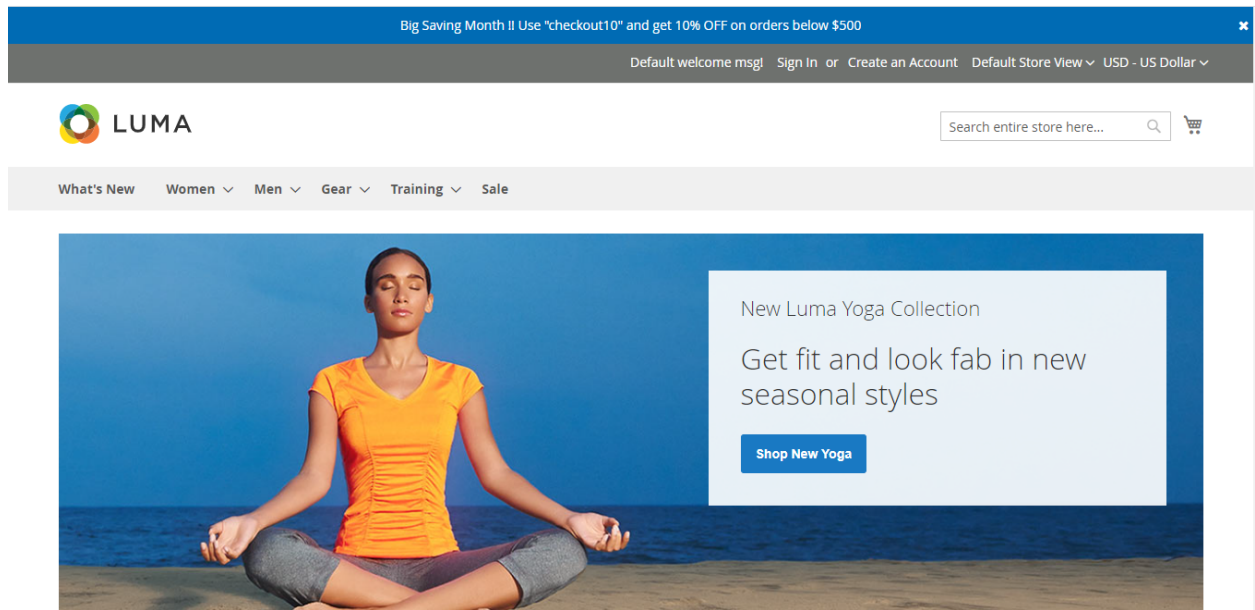 Big Saving Month !! Use "checkout10" and get 10% OFF on orders below $500
Default welcome msg! Sign In or Create an Account Default Store View USD - US Dollar
LUMA
Search entire store here...
What's New Women Men Gear Training Sale
New Luma Yoga Collection
Get fit and look fab in new
seasonal styles
Shop New Yoga